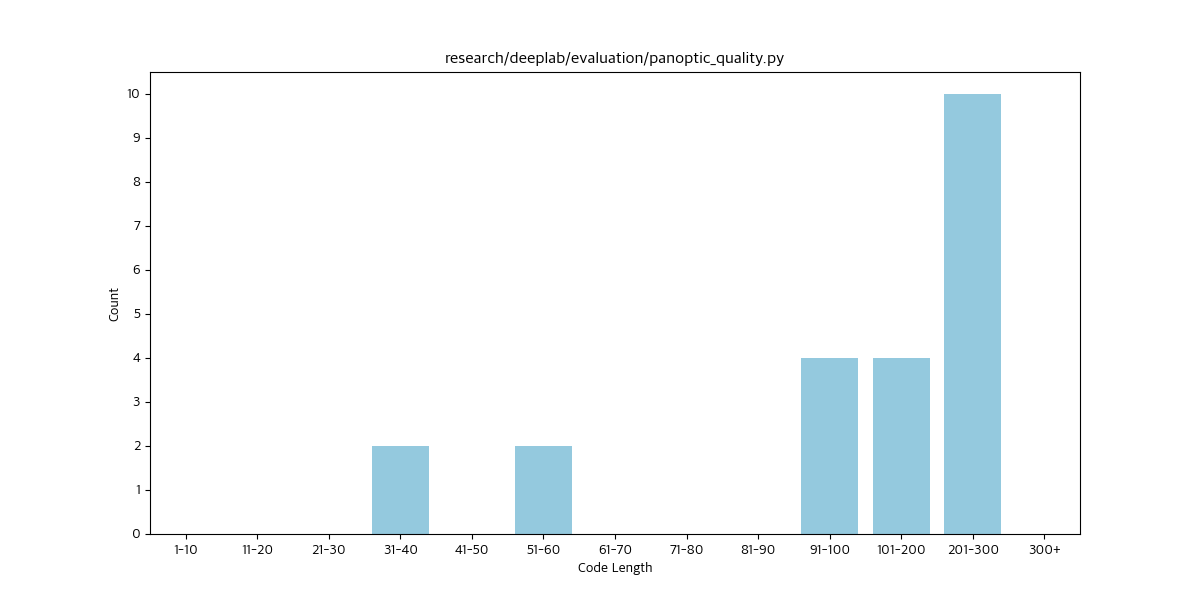 research/deeplab/evaluation/panoptic_quality.py
10
9
8
7
6
5
4
3
2
1
0
Count
1-10 11-20 21-30 31-40 41-50 51-60 61-70 71-80 81-90 91-100 101-200 201-300 300+
Code Length